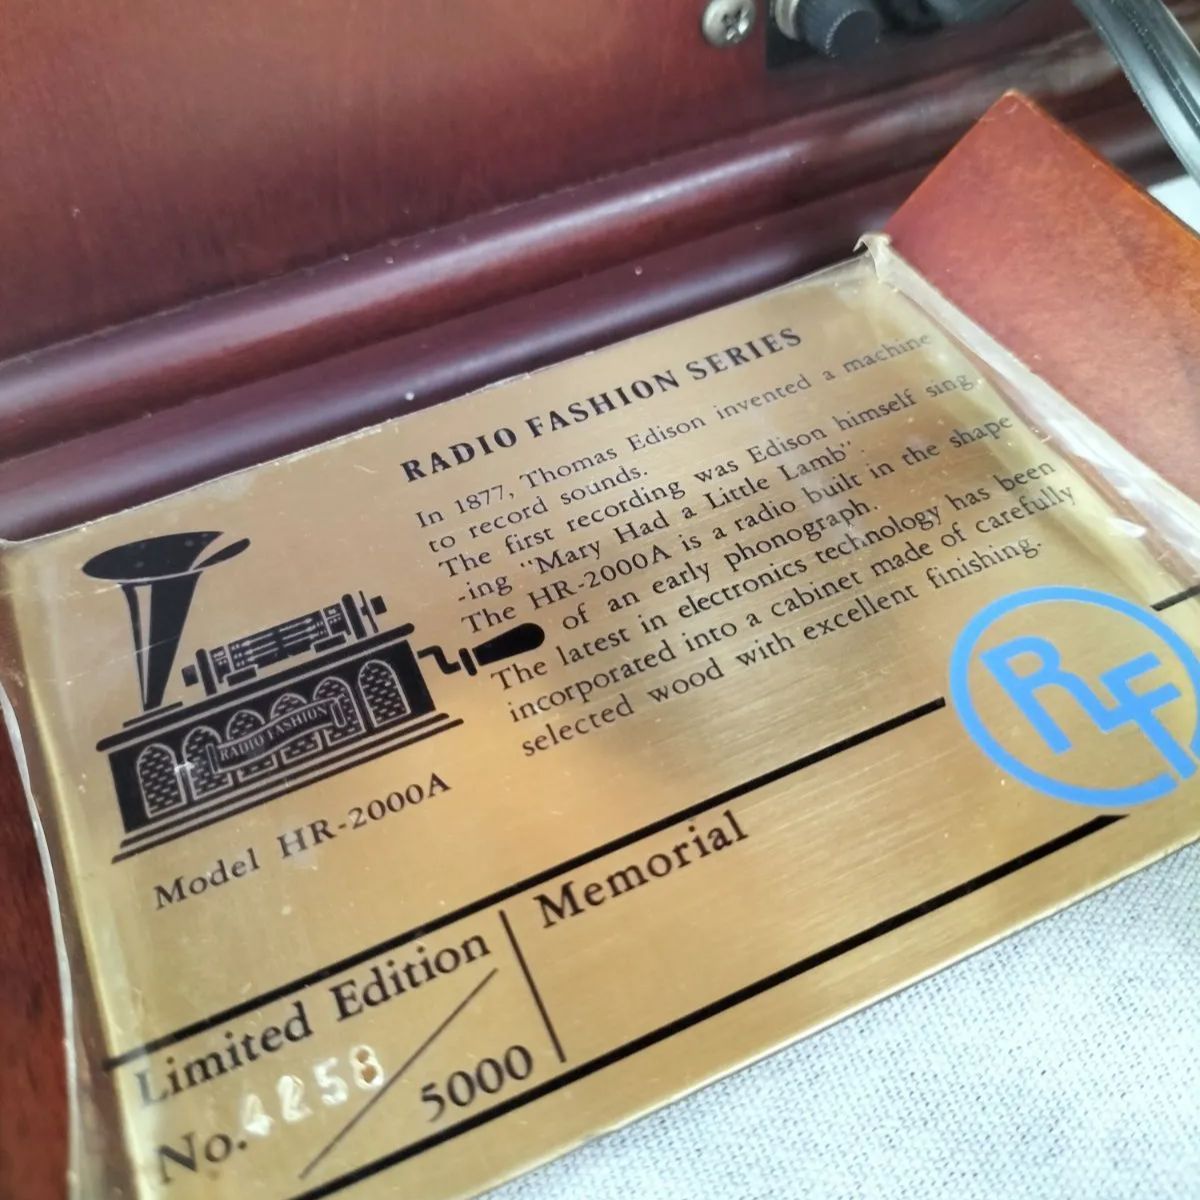 RADIO FASHION SERIES
In 1877, Thomas Edison invented a machine
to record sounds.
The first recording was Edison himself sing
-ing "Mary Had a Little Lamb".
The HR-2000A is a radio built in the shape
of an early phonograph.
The latest in electronics technology has been
incorporated into a cabinet made of carefully
selected wood with excellent finishing.
RADIO FASHION
Model HR-2000A
RF
Limited Edition
No. 4258 / 5000
Memorial